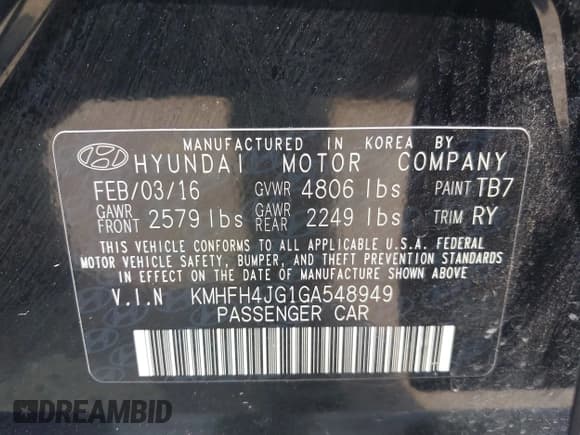 MANUFACTURED IN KOREA BY
HYUNDAI MOTOR COMPANY
FEB/03/16 GVWR 4806 lbs PAINT TB7
GAWR FRONT 2579 lbs GAWR REAR 2249 lbs TRIM RY
THIS VEHICLE CONFORMS TO ALL APPLICABLE U.S.A. FEDERAL
MOTOR VEHICLE SAFETY, BUMPER, AND THEFT PREVENTION STANDARDS
IN EFFECT ON THE DATE OF MANUFACTURE SHOWN ABOVE
V.I.N KMHFH4JG1GA548949
PASSENGER CAR
DREAMBID